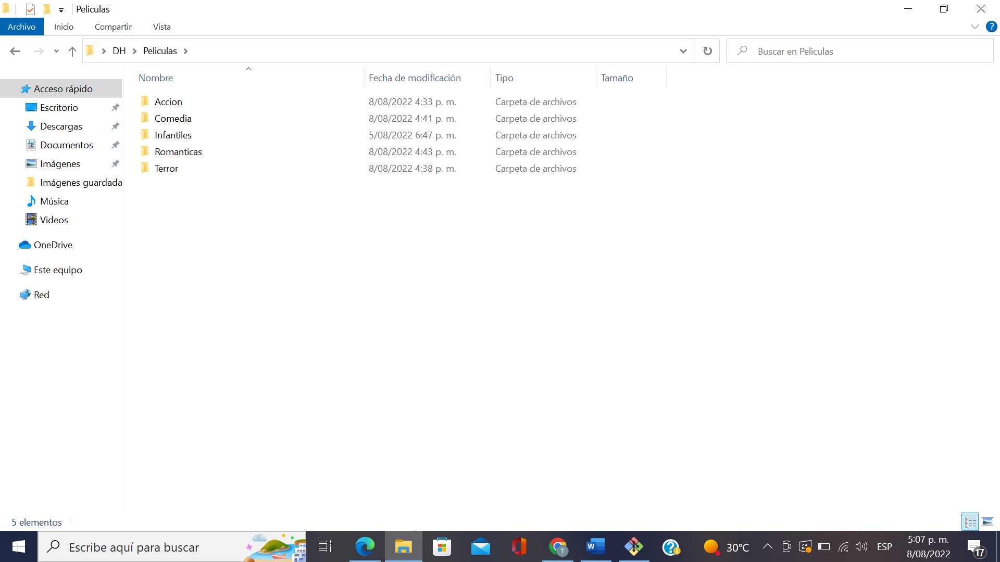 Peliculas
Archivo Inicio Compartir Vista
DH Peliculas Buscar en Peliculas
Nombre Fecha de modificación Tipo Tamaño
Acceso rápido
Escritorio
Descargas
Documentos
Imágenes
Imágenes guardada
Música
Videos
OneDrive
Este equipo
Red
Accion 8/08/2022 4:33 p. m. Carpeta de archivos
Comedia 8/08/2022 4:41 p. m. Carpeta de archivos
Infantiles 5/08/2022 6:47 p. m. Carpeta de archivos
Romanticas 8/08/2022 4:43 p. m. Carpeta de archivos
Terror 8/08/2022 4:38 p. m. Carpeta de archivos
5 elementos
Escribe aquí para buscar
T
W
30°C
ESP
5:07 p. m.
8/08/2022
17